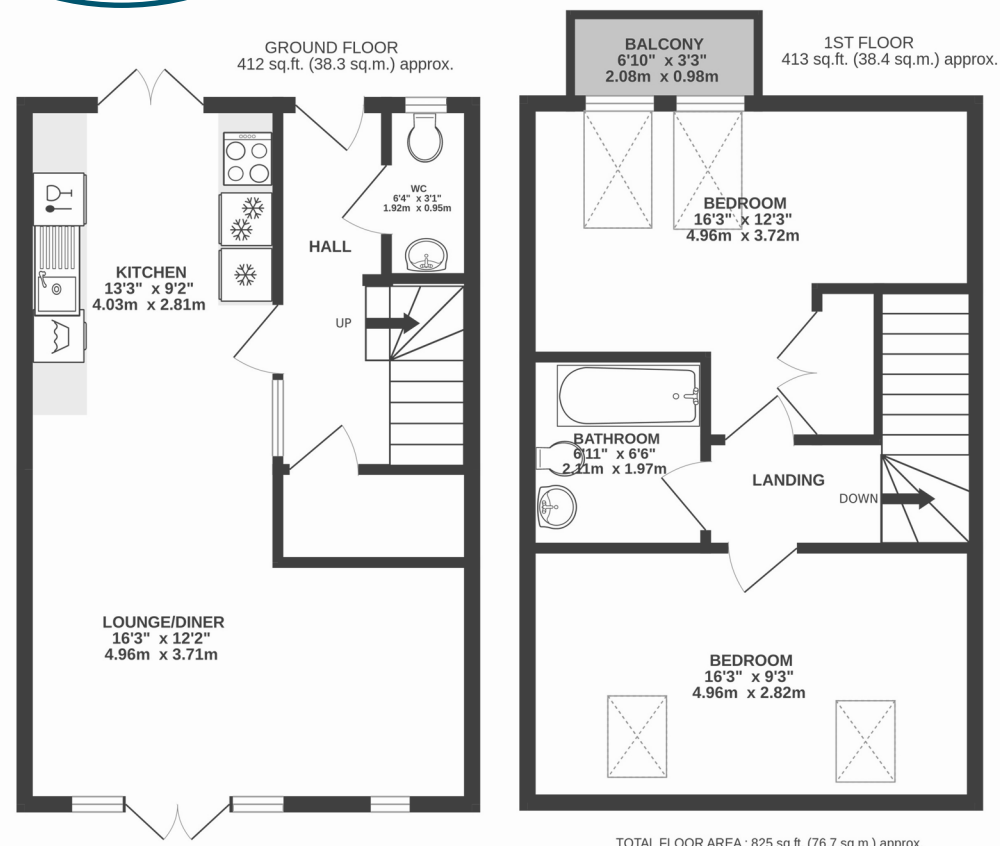 GROUND FLOOR
412 sq.ft. (38.3 sq.m.) approx.
KITCHEN
13'3" x 9'2"
4.03m x 2.81m
HALL
WC
6'4" x 3'1"
1.92m x 0.95m
UP
LOUNGE/DINER
16'3" x 12'2"
4.96m x 3.71m
1ST FLOOR
413 sq.ft. (38.4 sq.m.) approx.
BALCONY
6'10" x 3'3"
2.08m x 0.98m
BEDROOM
16'3" x 12'3"
4.96m x 3.72m
BATHROOM
6'11" x 6'6"
2.11m x 1.97m
LANDING
DOWN
BEDROOM
16'3" x 9'3"
4.96m x 2.82m
TOTAL FLOOR AREA : 825 sq.ft. (76.7 sq.m.) approx.